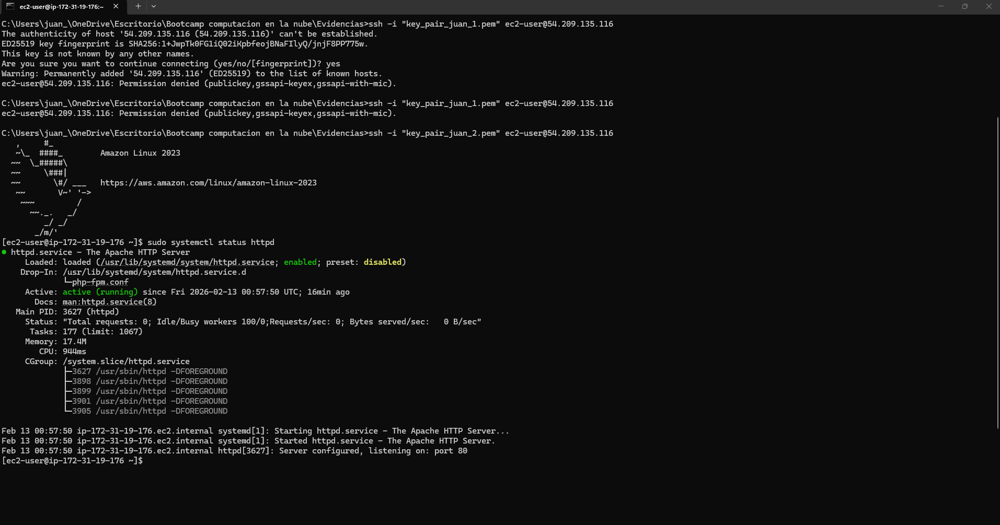 ec2-user@ip-172-31-19-176:~
C:\Users\juan_\OneDrive\Escritorio\Bootcamp computacion en la nube\Evidencias>ssh -i "key_pair_juan_1.pem" ec2-user@54.209.135.116
The authenticity of host '54.209.135.116 (54.209.135.116)' can't be established.
ED25519 key fingerprint is SHA256:1+JwpTk0FG1iQ02iKpbfeojBNaFIlyQ/jnjF8PP775w.
This key is not known by any other names.
Are you sure you want to continue connecting (yes/no/[fingerprint])? yes
Warning: Permanently added '54.209.135.116' (ED25519) to the list of known hosts.
ec2-user@54.209.135.116: Permission denied (publickey,gssapi-keyex,gssapi-with-mic).

C:\Users\juan_\OneDrive\Escritorio\Bootcamp computacion en la nube\Evidencias>ssh -i "key_pair_juan_1.pem" ec2-user@54.209.135.116
ec2-user@54.209.135.116: Permission denied (publickey,gssapi-keyex,gssapi-with-mic).

C:\Users\juan_\OneDrive\Escritorio\Bootcamp computacion en la nube\Evidencias>ssh -i "key_pair_juan_2.pem" ec2-user@54.209.135.116
   ,     #_
   ~\_  ####_        Amazon Linux 2023
  ~~  \_#####\
  ~~     \###|
  ~~       \#/ ___   https://aws.amazon.com/linux/amazon-linux-2023
   ~~       V~' '->
    ~~~         /
      ~~._.   _/
         _/ _/
       _/m/'
[ec2-user@ip-172-31-19-176 ~]$ sudo systemctl status httpd
● httpd.service - The Apache HTTP Server
     Loaded: loaded (/usr/lib/systemd/system/httpd.service; enabled; preset: disabled)
    Drop-In: /usr/lib/systemd/system/httpd.service.d
             └─php-fpm.conf
     Active: active (running) since Fri 2026-02-13 00:57:50 UTC; 16min ago
       Docs: man:httpd.service(8)
   Main PID: 3627 (httpd)
     Status: "Total requests: 0; Idle/Busy workers 100/0;Requests/sec: 0; Bytes served/sec:   0 B/sec"
      Tasks: 177 (limit: 1067)
     Memory: 17.4M
        CPU: 944ms
     CGroup: /system.slice/httpd.service
             ├─3627 /usr/sbin/httpd -DFOREGROUND
             ├─3898 /usr/sbin/httpd -DFOREGROUND
             ├─3899 /usr/sbin/httpd -DFOREGROUND
             ├─3901 /usr/sbin/httpd -DFOREGROUND
             └─3905 /usr/sbin/httpd -DFOREGROUND

Feb 13 00:57:50 ip-172-31-19-176.ec2.internal systemd[1]: Starting httpd.service - The Apache HTTP Server...
Feb 13 00:57:50 ip-172-31-19-176.ec2.internal systemd[1]: Started httpd.service - The Apache HTTP Server.
Feb 13 00:57:50 ip-172-31-19-176.ec2.internal httpd[3627]: Server configured, listening on: port 80
[ec2-user@ip-172-31-19-176 ~]$